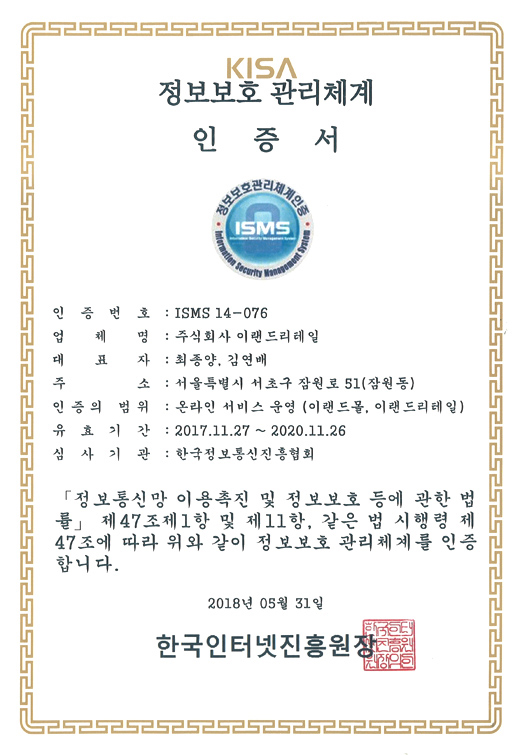 KISA
정보보호 관리체계
인 증 서
정보보호관리체계인증
ISMS
Information Security Management System
Information Security Management System
인 증 번 호 : ISMS 14-076
업 체 명 : 주식회사 이랜드리테일
대 표 자 : 최종양, 김연배
주 소 : 서울특별시 서초구 잠원로 51(잠원동)
인 증 의 범 위 : 온라인 서비스 운영 (이랜드몰, 이랜드리테일)
유 효 기 간 : 2017.11.27 ~ 2020.11.26
심 사 기 관 : 한국정보통신진흥협회
「정보통신망 이용촉진 및 정보보호 등에 관한 법
률」 제47조제1항 및 제11항, 같은 법 시행령 제
47조에 따라 위와 같이 정보보호 관리체계를 인증
합니다.
2018년 05월 31일
한국인터넷진흥원장